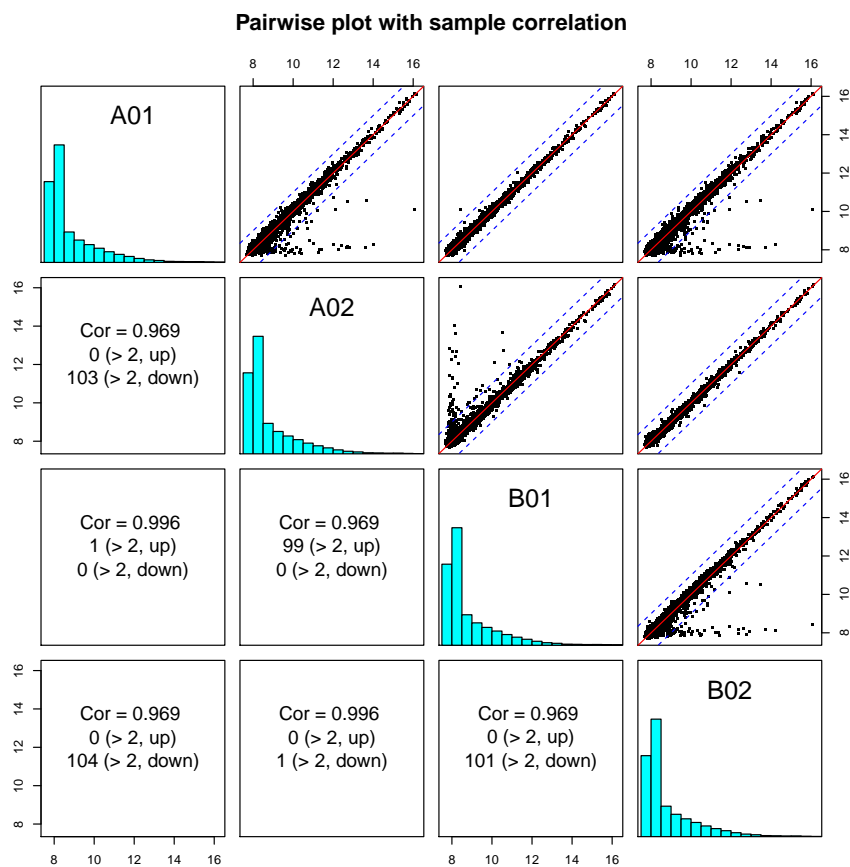 Pairwise plot with sample correlation
8 10 12 14 16
8 10 12 14 16
A01
8 10 12 14 16
8 10 12 14 16
Cor = 0.969
0 (> 2, up)
103 (> 2, down)
A02
Cor = 0.996
1 (> 2, up)
0 (> 2, down)
Cor = 0.969
99 (> 2, up)
0 (> 2, down)
B01
8 10 12 14 16
8 10 12 14 16
Cor = 0.969
0 (> 2, up)
104 (> 2, down)
Cor = 0.996
0 (> 2, up)
1 (> 2, down)
Cor = 0.969
0 (> 2, up)
101 (> 2, down)
B02
8 10 12 14 16
8 10 12 14 16